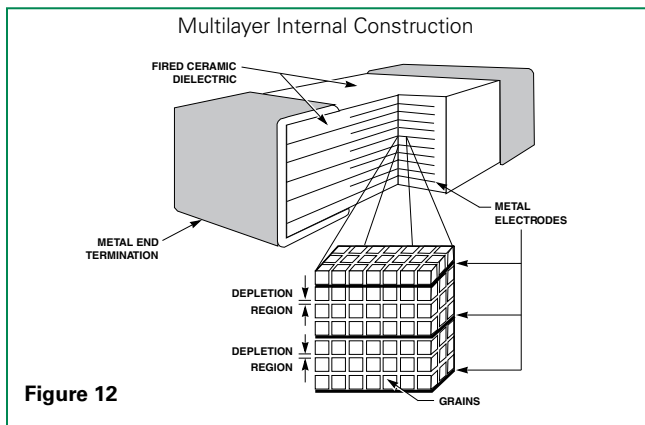 Multilayer Internal Construction
FIRED CERAMIC
DIELECTRIC
METAL
ELECTRODES
METAL END
TERMINATION
DEPLETION
REGION
DEPLETION
REGION
GRAINS
Figure 12